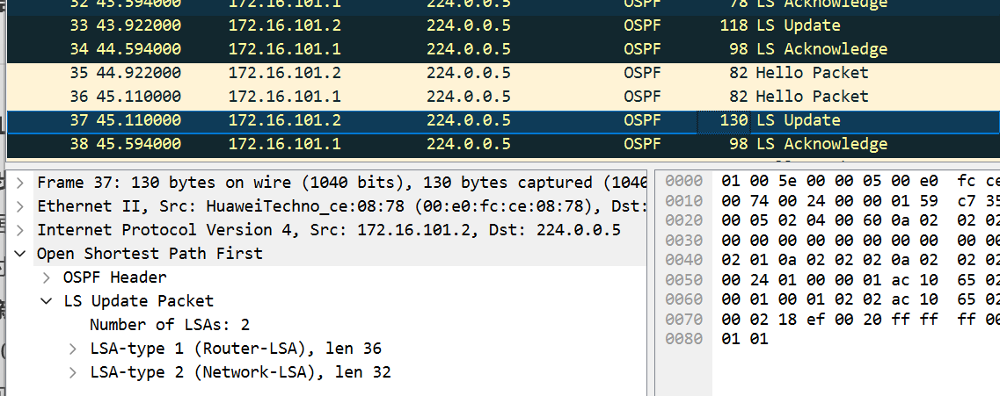 32 43.594000 172.16.101.1 224.0.0.5 OSPF 78 LS Acknowledge
33 43.922000 172.16.101.2 224.0.0.5 OSPF 118 LS Update
34 44.594000 172.16.101.1 224.0.0.5 OSPF 98 LS Acknowledge
35 44.922000 172.16.101.2 224.0.0.5 OSPF 82 Hello Packet
36 45.110000 172.16.101.1 224.0.0.5 OSPF 82 Hello Packet
37 45.110000 172.16.101.2 224.0.0.5 OSPF 130 LS Update
38 45.594000 172.16.101.1 224.0.0.5 OSPF 98 LS Acknowledge
Frame 37: 130 bytes on wire (1040 bits), 130 bytes captured (1040
Ethernet II, Src: HuaweiTechno_ce:08:78 (00:e0:fc:ce:08:78), Dst:
Internet Protocol Version 4, Src: 172.16.101.2, Dst: 224.0.0.5
Open Shortest Path First
OSPF Header
LS Update Packet
Number of LSAs: 2
LSA-type 1 (Router-LSA), len 36
LSA-type 2 (Network-LSA), len 32
0000 01 00 5e 00 00 05 00 e0 fc ce
0010 00 74 00 24 00 00 01 59 c7 35
0020 00 05 02 04 00 60 0a 02 02 02
0030 00 00 00 00 00 00 00 00 00 00
0040 02 01 0a 02 02 02 0a 02 02 02
0050 00 24 01 00 00 01 ac 10 65 02
0060 00 01 00 01 02 02 ac 10 65 02
0070 00 02 18 ef 00 20 ff ff ff 00
0080 01 01